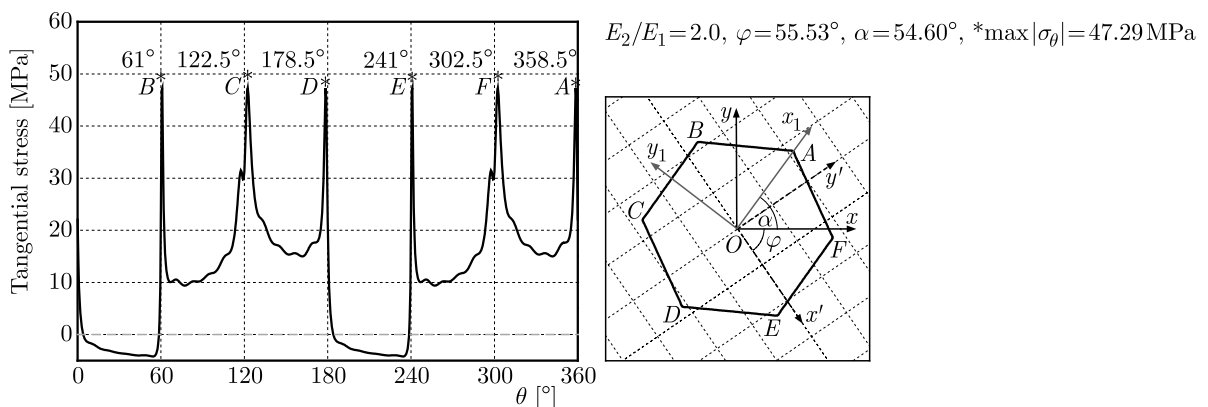 E₂/E₁=2.0, φ=55.53°, α=54.60°, *max|σ_θ|=47.29MPa
Tangential stress [MPa]
60
50
40
30
20
10
0
61° 122.5° 178.5° 241° 302.5° 358.5°
B* C* D* E* F* A*
0 60 120 180 240 300 360
θ [°]
y x₁
B A
y₁ y′
C α x
O φ F
D E x′